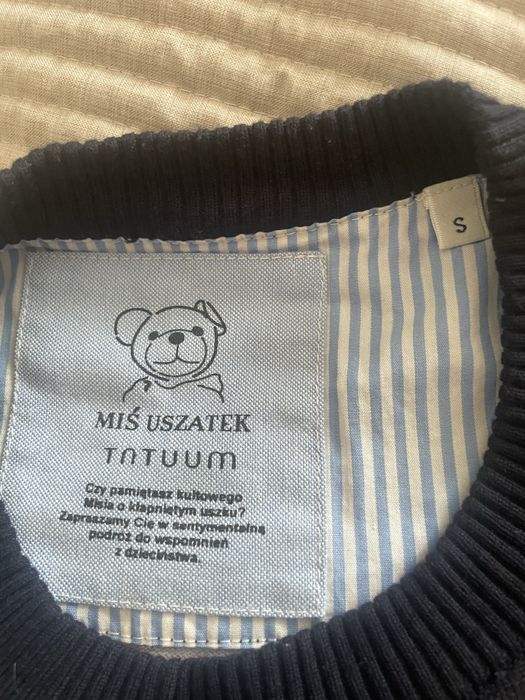 S
MIŚ USZATEK
TATUUM
Czy pamiętasz kultowego
Misia o klapniętym uszku?
Zapraszamy Cię w sentymentalną
podróż do wspomnień
z dzieciństwa.